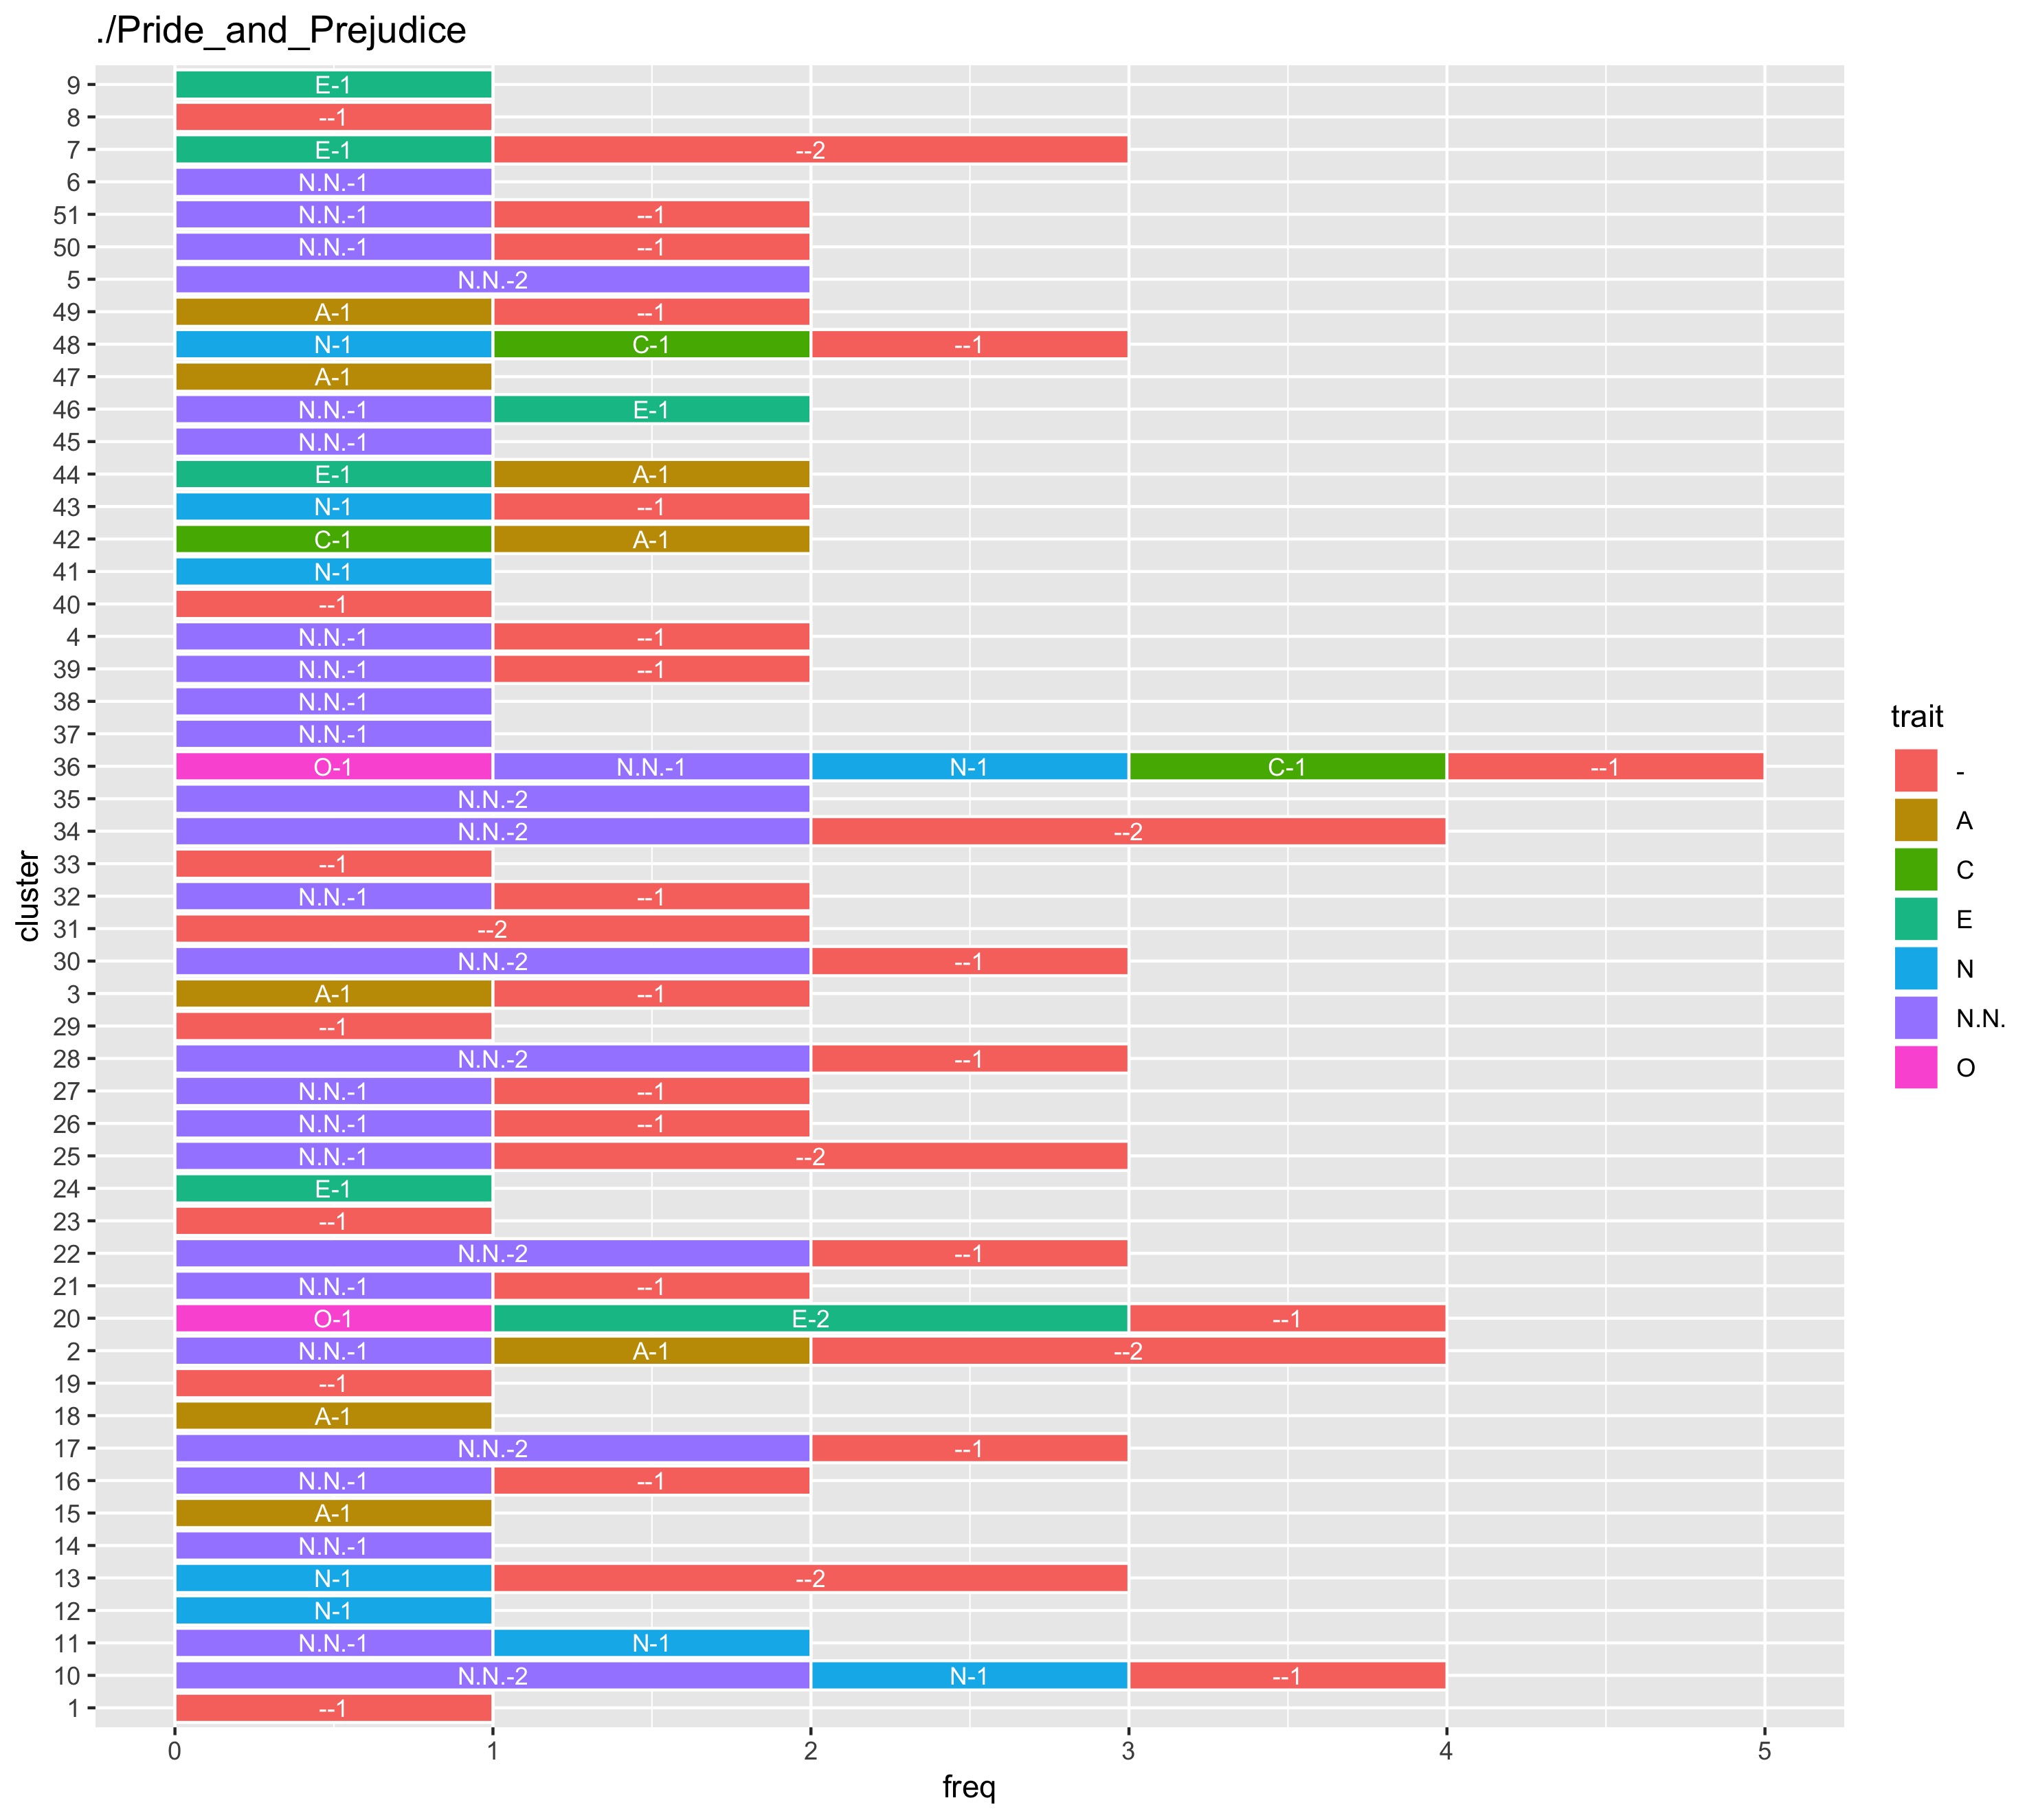 ./Pride_and_Prejudice
9 E-1
8 --1
7 E-1 --2
6 N.N.-1
51 N.N.-1 --1
50 N.N.-1 --1
5 N.N.-2
49 A-1 --1
48 N-1 C-1 --1
47 A-1
46 N.N.-1 E-1
45 N.N.-1
44 E-1 A-1
43 N-1 --1
42 C-1 A-1
41 N-1
40 --1
4 N.N.-1 --1
39 N.N.-1 --1
38 N.N.-1
37 N.N.-1
36 O-1 N.N.-1 N-1 C-1 --1
35 N.N.-2
34 N.N.-2 --2
33 --1
32 N.N.-1 --1
31 --2
30 N.N.-2 --1
3 A-1 --1
29 --1
28 N.N.-2 --1
27 N.N.-1 --1
26 N.N.-1 --1
25 N.N.-1 --2
24 E-1
23 --1
22 N.N.-2 --1
21 N.N.-1 --1
20 O-1 E-2 --1
2 N.N.-1 A-1 --2
19 --1
18 A-1
17 N.N.-2 --1
16 N.N.-1 --1
15 A-1
14 N.N.-1
13 N-1 --2
12 N-1
11 N.N.-1 N-1
10 N.N.-2 N-1 --1
1 --1
0 1 2 3 4 5
freq
cluster
trait
-
A
C
E
N
N.N.
O